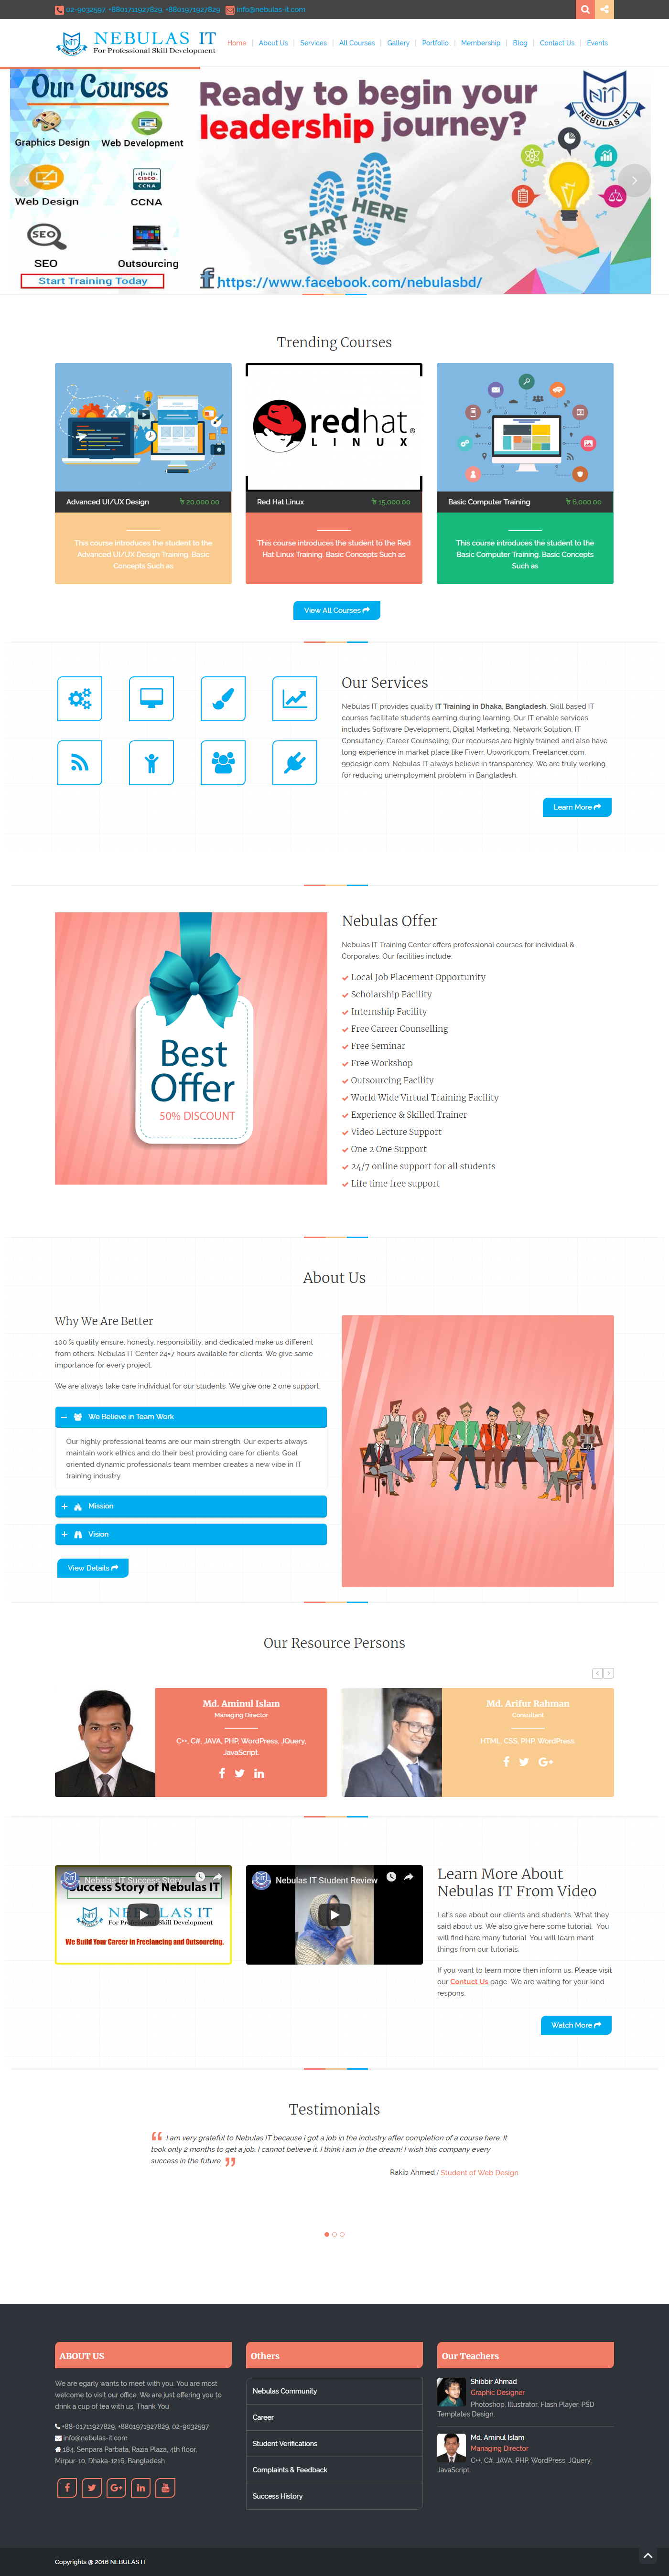 02-9032597, +8801711927829, +8801971927829 info@nebulas-it.com
NEBULAS IT
For Professional Skill Development
Home About Us Services All Courses Gallery Portfolio Membership Blog Contact Us Events
Our Courses
Graphics Design Web Development
Web Design CCNA
SEO Outsourcing
Start Training Today
Ready to begin your
leadership journey?
START HERE
NEBULAS IT
https://www.facebook.com/nebulasbd/
Trending Courses
redhat
LINUX
Advanced UI/UX Design ৳ 20,000.00
This course introduces the student to the
Advanced UI/UX Design Training. Basic
Concepts Such as
Red Hat Linux ৳ 15,000.00
This course introduces the student to the Red
Hat Linux Training. Basic Concepts Such as
Basic Computer Training ৳ 6,000.00
This course introduces the student to the
Basic Computer Training. Basic Concepts
Such as
View All Courses
Our Services
Nebulas IT provides quality IT Training in Dhaka, Bangladesh. Skill based IT
courses facilitate students earning during learning. Our IT enable services
includes Software Development, Digital Marketing, Network Solution, IT
Consultancy, Career Counseling. Our recourses are highly trained and also have
long experience in market place like Fiverr, Upwork.com, Freelancer.com,
99design.com. Nebulas IT always believe in transparency. We are truly working
for reducing unemployment problem in Bangladesh.
Learn More
Best
Offer
50% DISCOUNT
Nebulas Offer
Nebulas IT Training Center offers professional courses for individual &
Corporates. Our facilities include:
Local Job Placement Opportunity
Scholarship Facility
Internship Facility
Free Career Counselling
Free Seminar
Free Workshop
Outsourcing Facility
World Wide Virtual Training Facility
Experience & Skilled Trainer
Video Lecture Support
One 2 One Support
24/7 online support for all students
Life time free support
About Us
Why We Are Better
100 % quality ensure, honesty, responsibility, and dedicated make us different
from others. Nebulas IT Center 24×7 hours available for clients. We give same
importance for every project.
We are always take care individual for our students. We give one 2 one support.
We Believe in Team Work
Our highly professional teams are our main strength. Our experts always
maintain work ethics and do their best providing care for clients. Goal
oriented dynamic professionals team member creates a new vibe in IT
training industry.
Mission
Vision
View Details
Our Resource Persons
Md. Aminul Islam
Managing Director
C++, C#, JAVA, PHP, WordPress, JQuery,
JavaScript.
Md. Arifur Rahman
Consultant
HTML, CSS, PHP, WordPress,
Nebulas IT Success Story
Success Story of Nebulas IT
NEBULAS IT
For Professional Skill Development
We Build Your Career in Freelancing and Outsourcing.
Nebulas IT Student Review
Learn More About
Nebulas IT From Video
Let's see about our clients and students. What they
said about us. We also give here some tutorial. You
will find here many tutorial. You will learn mant
things from our tutorials.
If you want to learn more then inform us. Please visit
our Contuct Us page. We are waiting for your kind
respons.
Watch More
Testimonials
I am very grateful to Nebulas IT because i got a job in the industry after completion of a course here. It
took only 2 months to get a job. I cannot believe it, I think i am in the dream! I wish this company every
success in the future.
Rakib Ahmed / Student of Web Design
ABOUT US
We are egarly wants to meet with you. You are most
welcome to visit our office. We are just offering you to
drink a cup of tea with us. Thank You
+88-01711927829, +8801971927829, 02-9032597
info@nebulas-it.com
184, Senpara Parbata, Razia Plaza, 4th floor,
Mirpur-10, Dhaka-1216, Bangladesh
Others
Nebulas Community
Career
Student Verifications
Complaints & Feedback
Success History
Our Teachers
Shibbir Ahmad
Graphic Designer
Photoshop, Illustrator, Flash Player, PSD
Templates Design.
Md. Aminul Islam
Managing Director
C++, C#, JAVA, PHP, WordPress, JQuery,
JavaScript.
Copyrights @ 2016 NEBULAS IT